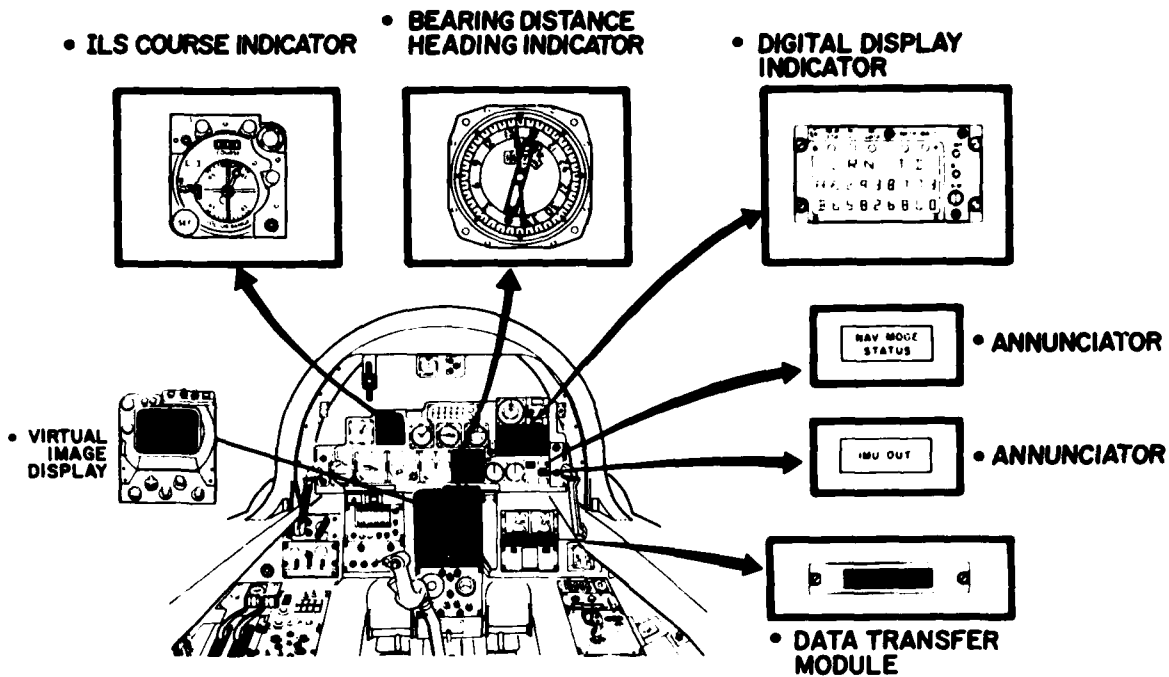 • ILS COURSE INDICATOR
• BEARING DISTANCE
HEADING INDICATOR
• DIGITAL DISPLAY
INDICATOR
SET
NAV MODE
STATUS
• ANNUNCIATOR
• VIRTUAL
IMAGE
DISPLAY
IMU OUT
• ANNUNCIATOR
• DATA TRANSFER
MODULE